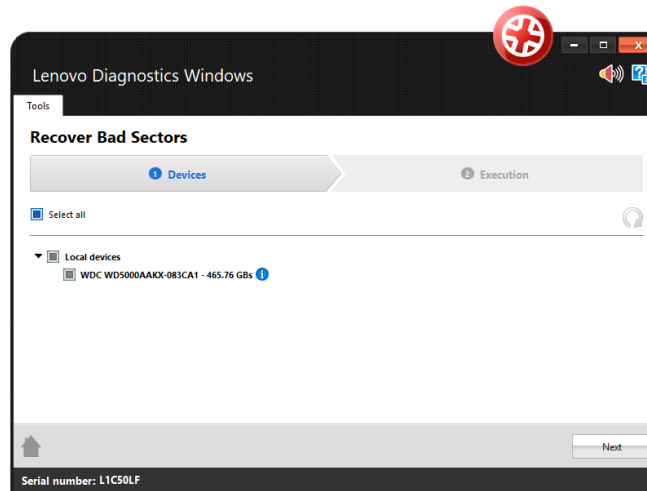 Lenovo Diagnostics Windows
Tools
Recover Bad Sectors
1 Devices
2 Execution
Select all
Local devices
WDC WD5000AAKX-083CA1 - 465.76 GBs
Next
Serial number: L1C50LF